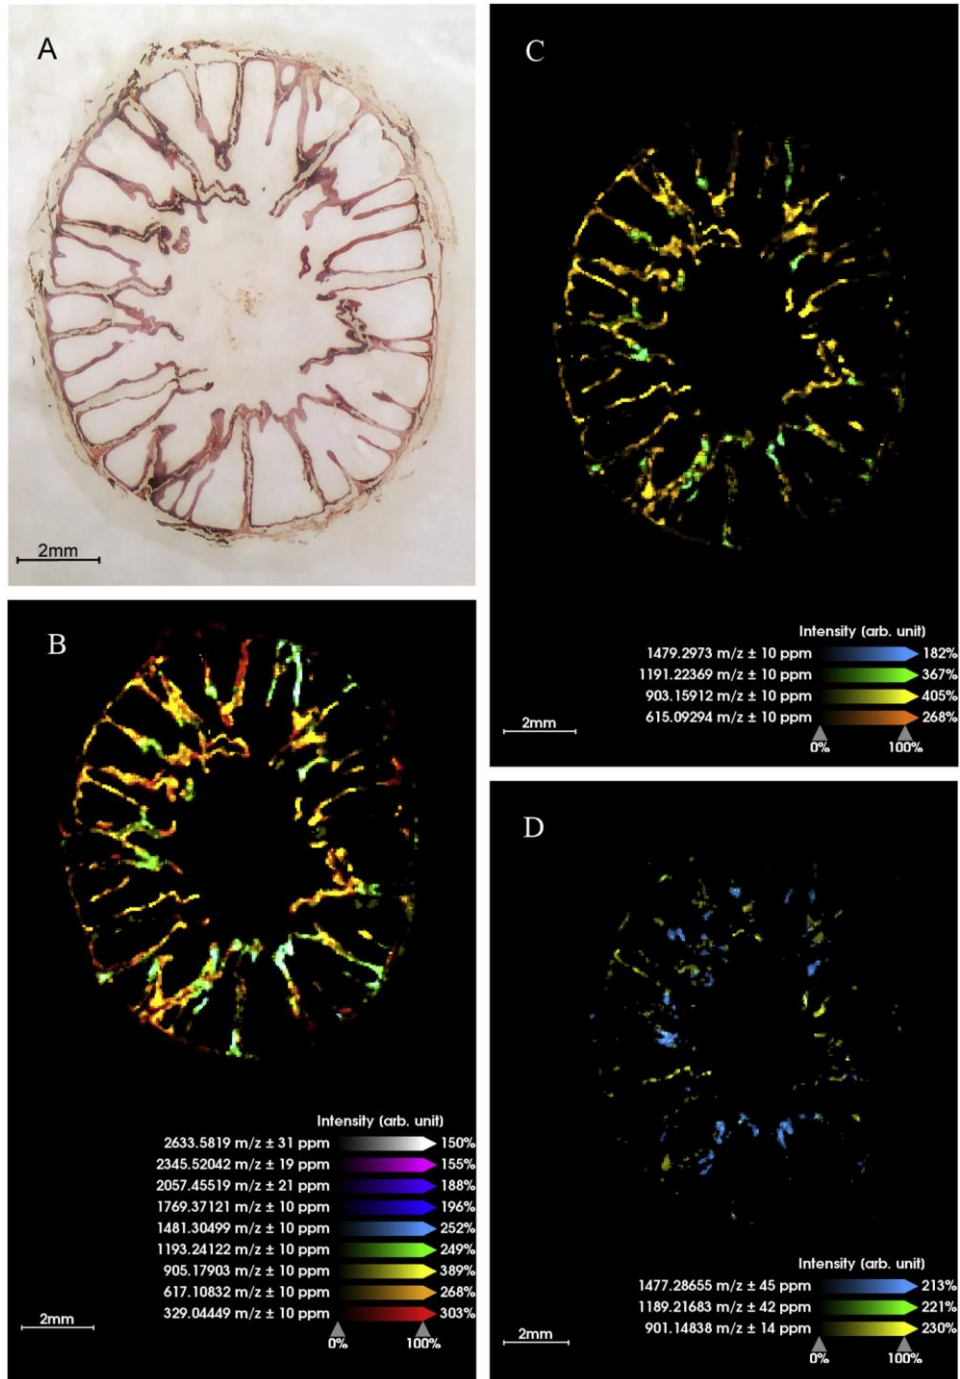 A
2mm
B
Intensity (arb. unit)
2633.5819 m/z ± 31 ppm 150%
2345.52042 m/z ± 19 ppm 155%
2057.45519 m/z ± 21 ppm 188%
1769.37121 m/z ± 10 ppm 196%
1481.30499 m/z ± 10 ppm 252%
1193.24122 m/z ± 10 ppm 249%
905.17903 m/z ± 10 ppm 389%
617.10832 m/z ± 10 ppm 268%
329.04449 m/z ± 10 ppm 303%
2mm
0% 100%
C
Intensity (arb. unit)
1479.2973 m/z ± 10 ppm 182%
1191.22369 m/z ± 10 ppm 367%
903.15912 m/z ± 10 ppm 405%
615.09294 m/z ± 10 ppm 268%
2mm
0% 100%
D
Intensity (arb. unit)
1477.28655 m/z ± 45 ppm 213%
1189.21683 m/z ± 42 ppm 221%
901.14838 m/z ± 14 ppm 230%
2mm
0% 100%